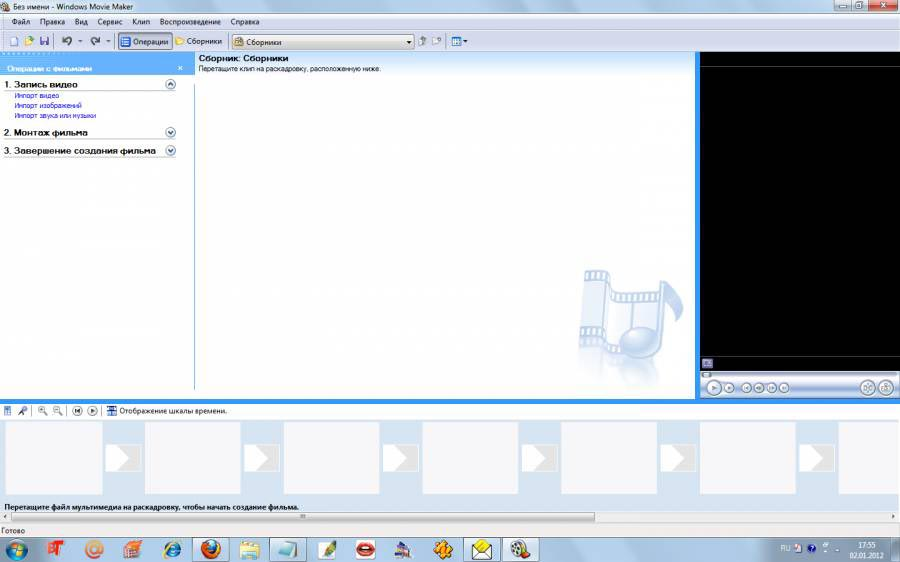 Без имени - Windows Movie Maker
Файл Правка Вид Сервис Клип Воспроизведение Справка
Операции Сборники Сборники
Операции с фильмами
1. Запись видео
Импорт видео
Импорт изображений
Импорт звука или музыки
2. Монтаж фильма
3. Завершение создания фильма
Сборник: Сборники
Перетащите клип на раскадровку, расположенную ниже.
Отображение шкалы времени.
Перетащите файл мультимедиа на раскадровку, чтобы начать создание фильма.
Готово
RU
17:55
02.01.2012